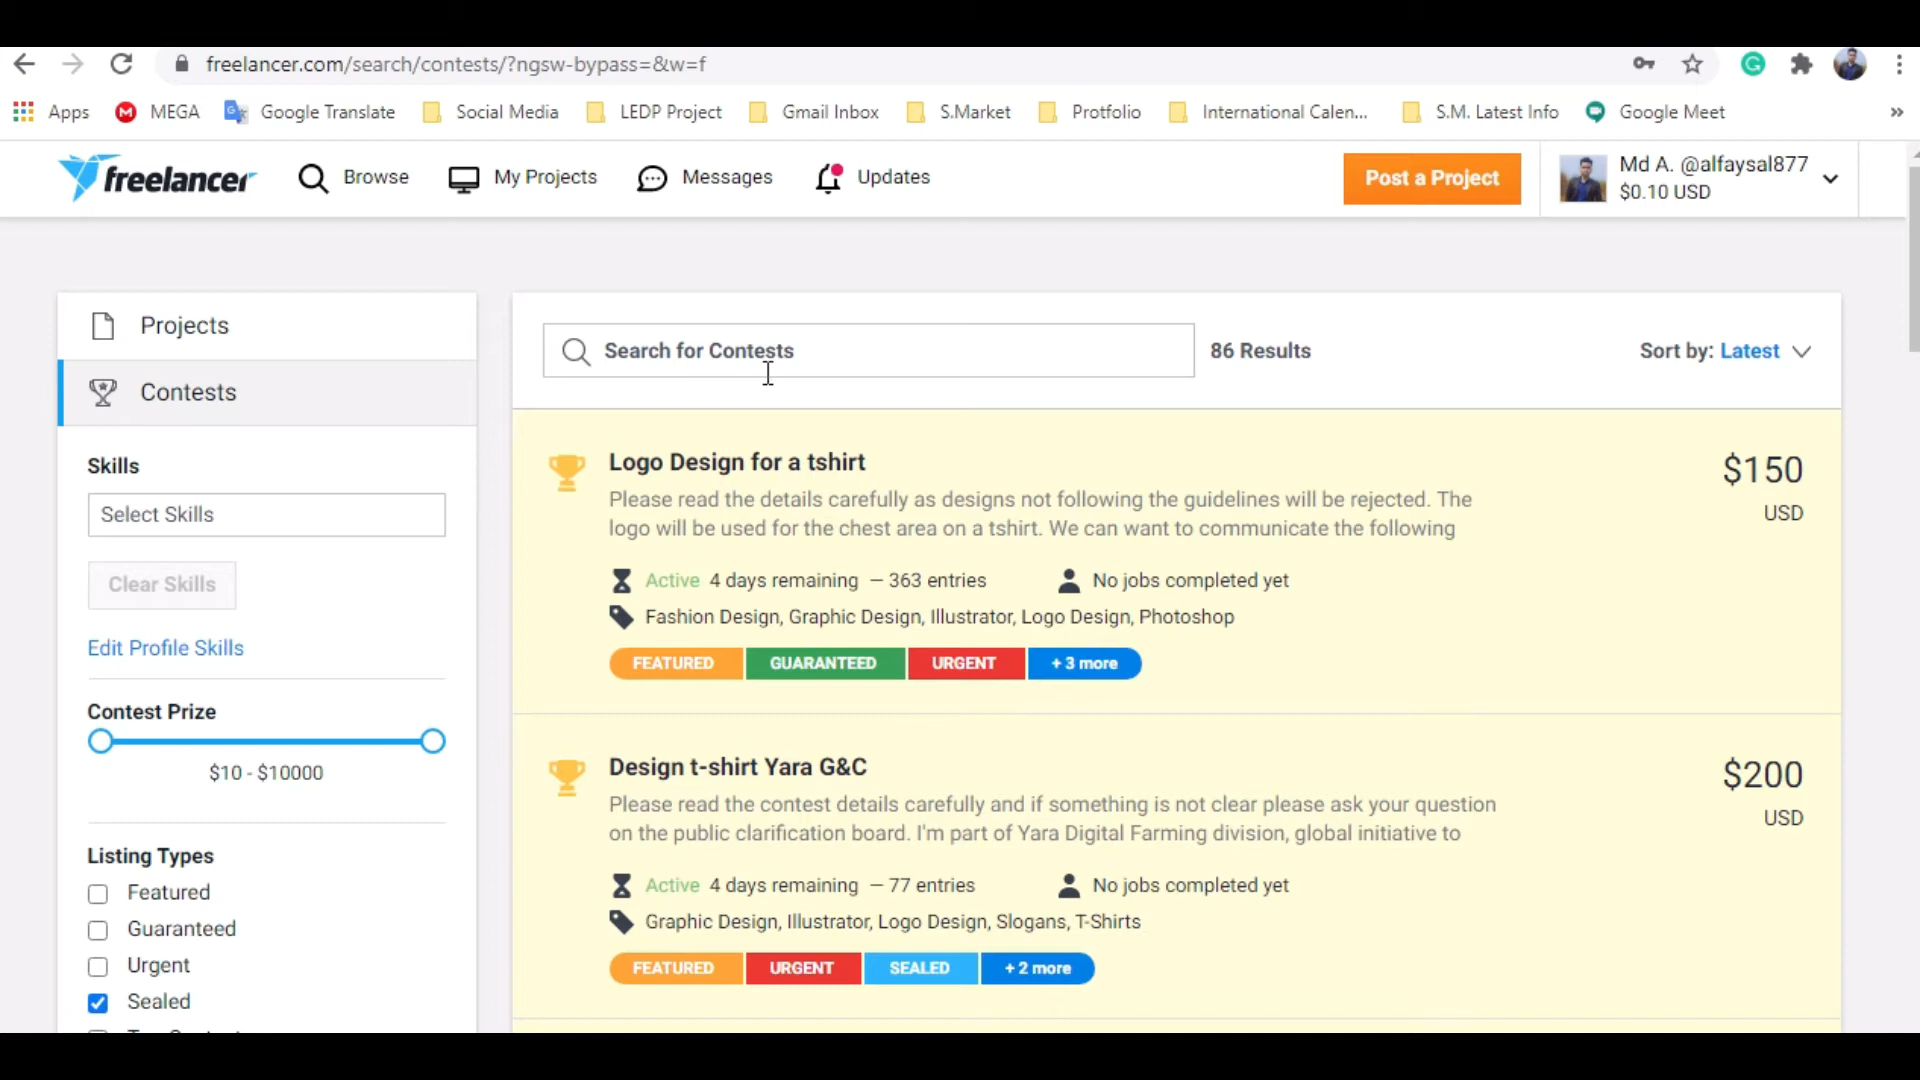 freelancer.com/search/contests/?ngsw-bypass=&w=f
Apps MEGA Google Translate Social Media LEDP Project Gmail Inbox S.Market Protfolio International Calen... S.M. Latest Info Google Meet »
freelancer Browse My Projects Messages Updates Post a Project Md A. @alfaysal877
$0.10 USD
Projects
Contests
Skills
Select Skills
Clear Skills
Edit Profile Skills
Contest Prize
$10 - $10000
Listing Types
Featured
Guaranteed
Urgent
Sealed
Search for Contests 86 Results Sort by: Latest
Logo Design for a tshirt $150
USD
Please read the details carefully as designs not following the guidelines will be rejected. The
logo will be used for the chest area on a tshirt. We can want to communicate the following
Active 4 days remaining – 363 entries No jobs completed yet
Fashion Design, Graphic Design, Illustrator, Logo Design, Photoshop
FEATURED GUARANTEED URGENT + 3 more
Design t-shirt Yara G&C $200
USD
Please read the contest details carefully and if something is not clear please ask your question
on the public clarification board. I'm part of Yara Digital Farming division, global initiative to
Active 4 days remaining – 77 entries No jobs completed yet
Graphic Design, Illustrator, Logo Design, Slogans, T-Shirts
FEATURED URGENT SEALED + 2 more